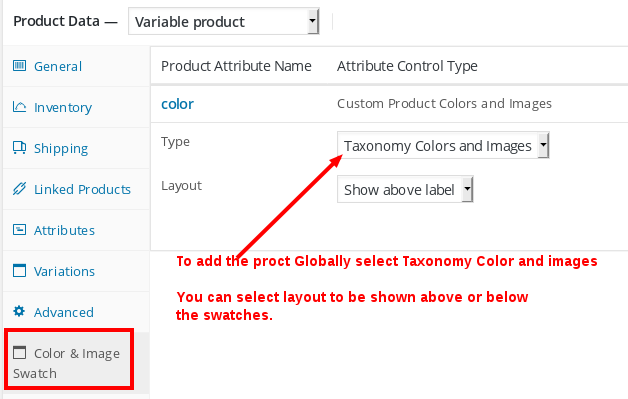 Product Data — Variable product
General
Inventory
Shipping
Linked Products
Attributes
Variations
Advanced
Color & Image
Swatch
Product Attribute Name Attribute Control Type
color Custom Product Colors and Images
Type Taxonomy Colors and Images
Layout Show above label
To add the proct Globally select Taxonomy Color and images
You can select layout to be shown above or below
the swatches.